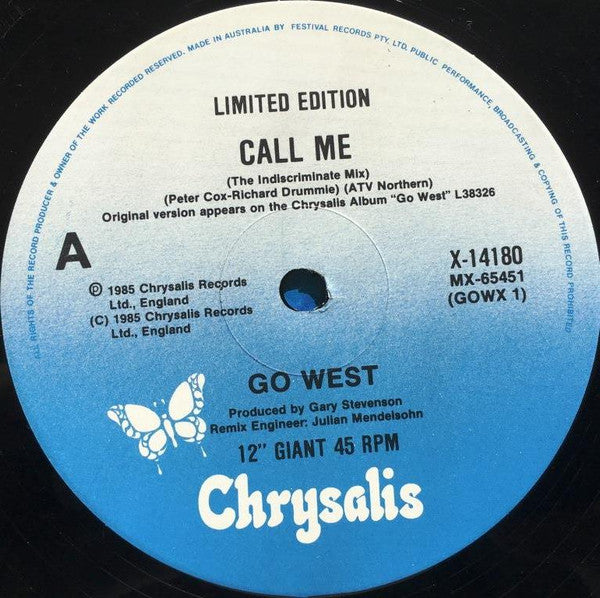 ALL RIGHTS OF THE RECORD PRODUCER & OWNER OF THE WORK RECORDED RESERVED. MADE IN AUSTRALIA BY FESTIVAL RECORDS PTY. LTD. PUBLIC PERFORMANCE, BROADCASTING & COPYING OF THIS RECORD PROHIBITED
LIMITED EDITION
CALL ME
(The Indiscriminate Mix)
(Peter Cox-Richard Drummie) (ATV Northern)
Original version appears on the Chrysalis Album "Go West" L38326
A
℗ 1985 Chrysalis Records
Ltd., England
(C) 1985 Chrysalis Records
Ltd., England
X-14180
MX-65451
(GOWX 1)
GO WEST
Produced by Gary Stevenson
Remix Engineer: Julian Mendelsohn
12" GIANT 45 RPM
Chrysalis